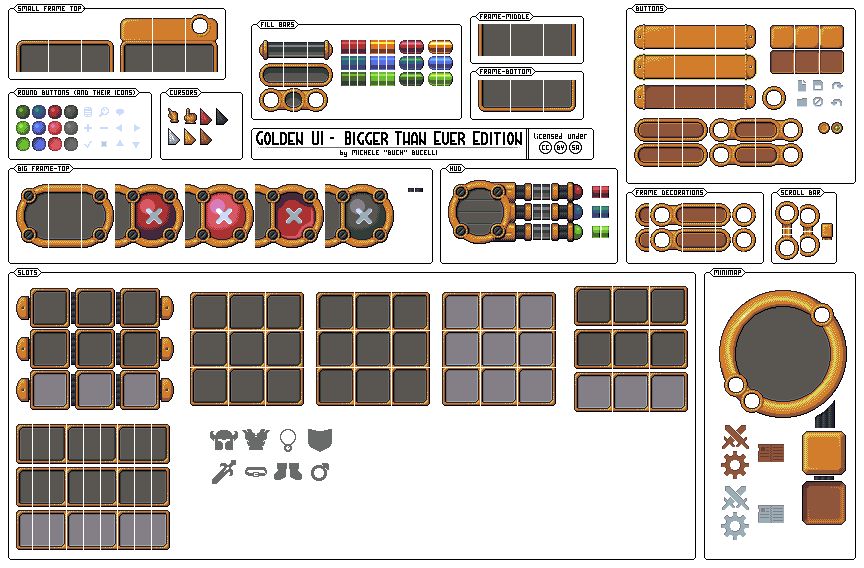 SMALL FRAME TOP
FILL BARS
FRAME-MIDDLE
BUTTONS
FRAME-BOTTOM
ROUND BUTTONS (AND THEIR ICONS)
CURSORS
GOLDEN UI - BIGGER THAN EVER EDITION
by MICHELE "BUCH" BUCELLI
licensed under
CC BY SA
BIG FRAME-TOP
HUD
FRAME DECORATIONS
SCROLL BAR
SLOTS
MINIMAP